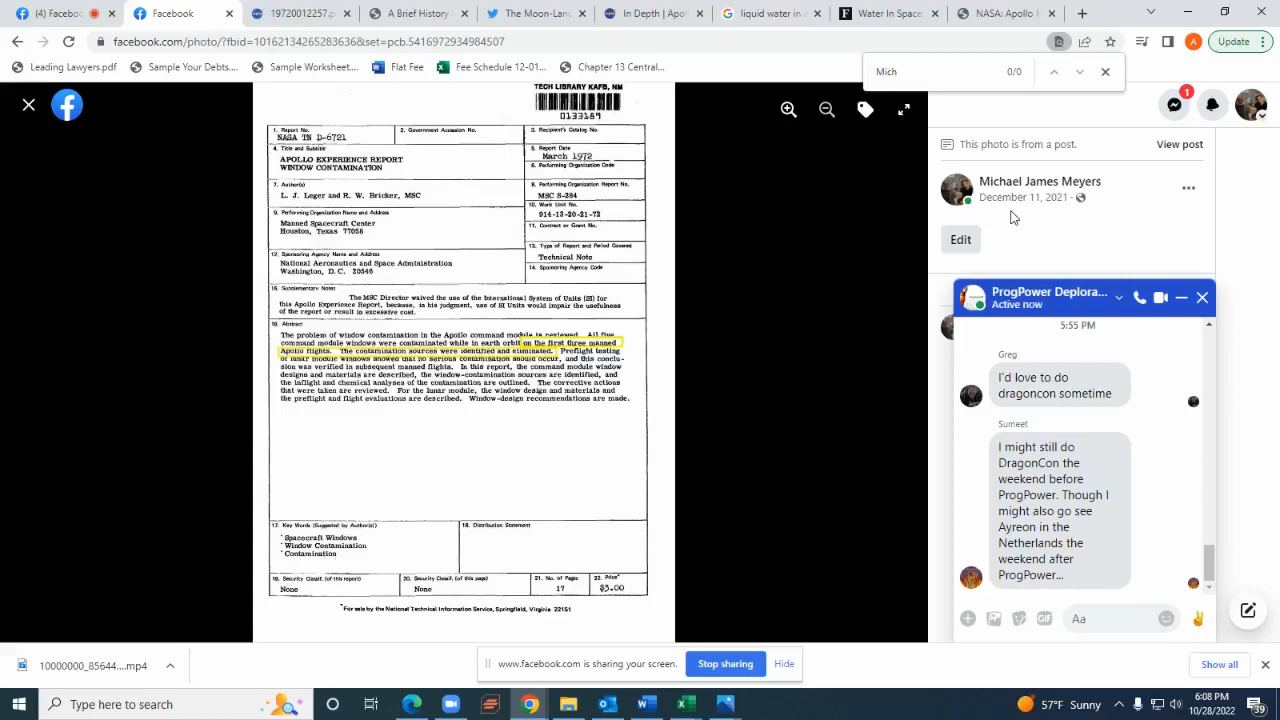 Facebook
Facebook
1970012257.p
A Brief History
The Moon-Lan
In Depth | Apol
liquid water in
Water In Space
NASA: Apollo
facebook.com/photo/?fbid=10162134265283636&set=pcb.5416972934984507
Update
Leading Lawyers.pdf
Sample Your Debts....
Sample Worksheet....
Flat Fee
Fee Schedule 12-01...
Chapter 13 Central...
Mich
0/0
TECH LIBRARY KAFB, NM
0133189
1. Report No.
NASA TN D-6721
2. Government Accession No.
3. Recipient's Catalog No.
4. Title and Subtitle
APOLLO EXPERIENCE REPORT
WINDOW CONTAMINATION
5. Report Date
March 1972
6. Performing Organization Code
7. Author(s)
L. J. Leger and R. W. Bricker, MSC
8. Performing Organization Report No.
MSC S-284
9. Performing Organization Name and Address
Manned Spacecraft Center
Houston, Texas 77058
10. Work Unit No.
914-13-20-21-72
11. Contract or Grant No.
12. Sponsoring Agency Name and Address
National Aeronautics and Space Administration
Washington, D. C. 20546
13. Type of Report and Period Covered
Technical Note
14. Sponsoring Agency Code
15. Supplementary Notes
The MSC Director waived the use of the International System of Units (SI) for
this Apollo Experience Report, because, in his judgment, use of SI Units would impair the usefulness
of the report or result in excessive cost.
16. Abstract
The problem of window contamination in the Apollo command module is reviewed. All five
command module windows were contaminated while in earth orbit on the first three manned
Apollo flights. The contamination sources were identified and eliminated. Preflight testing
of lunar module windows showed that no serious contamination should occur, and this conclu-
sion was verified in subsequent manned flights. In this report, the command module window
designs and materials are described, the window-contamination sources are identified, and
the inflight and chemical analyses of the contamination are outlined. The corrective actions
that were taken are reviewed. For the lunar module, the window design and materials and
the preflight and flight evaluations are described. Window-design recommendations are made.
17. Key Words (Suggested by Author(s))
Spacecraft Windows
Window Contamination
Contamination
18. Distribution Statement
19. Security Classif. (of this report)
None
20. Security Classif. (of this page)
None
21. No. of Pages
17
22. Price*
$3.00
*For sale by the National Technical Information Service, Springfield, Virginia 22151
1
This photo is from a post.
View post
Michael James Meyers
December 11, 2021
Edit
ProgPower Deplora...
Active
5:55 PM
Greg
I'd love to do
dragoncon sometime
Sumeet
I might still do
DragonCon the
weekend before
ProgPower. Though I
might to go see
my
Netherlands the
weekend after
ProgPower...
GIF
Aa
10000000_85644....mp4
www.facebook.com is sharing your screen.
Stop sharing
Hide
Show all
Type here to search
57°F Sunny
6:08 PM
10/28/2022